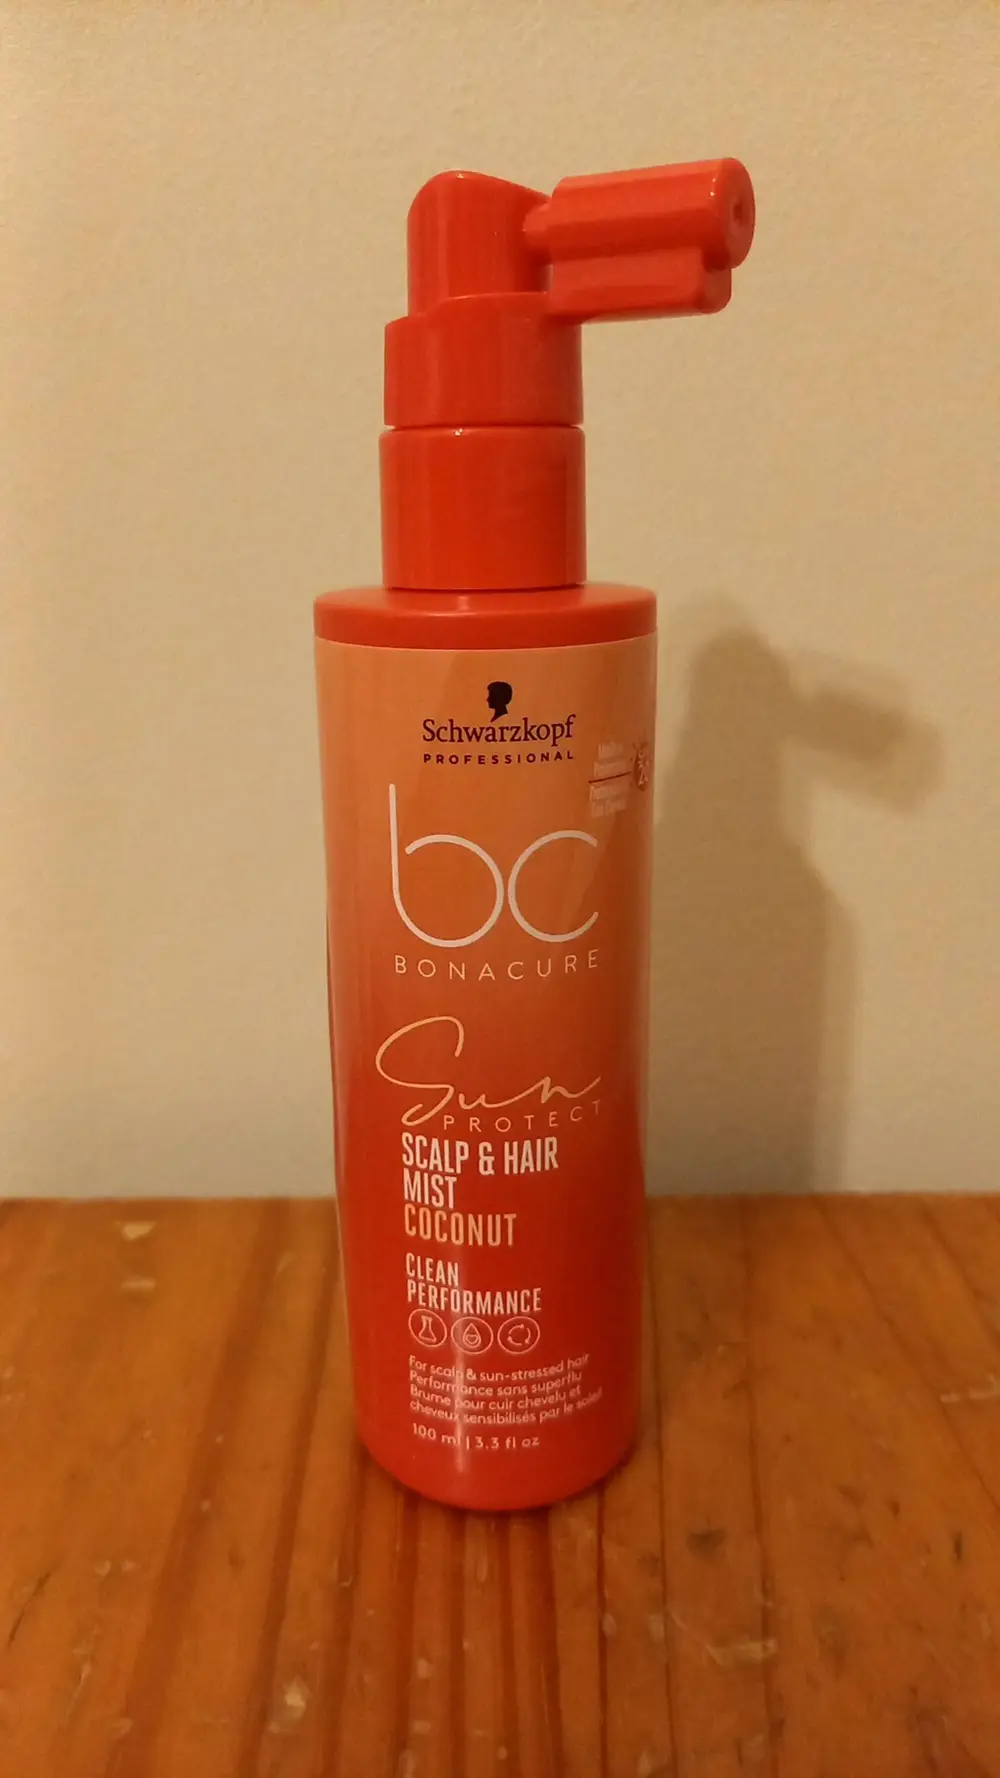 Schwarzkopf
PROFESSIONAL
bc
BONACURE
Sun
PROTECT
SCALP & HAIR
MIST
COCONUT
CLEAN
PERFORMANCE
For scalp & sun-stressed hair
Performance sans superflu
Brume pour cuir chevelu et
cheveux sensibilisés par le soleil
100 ml | 3.3 fl oz